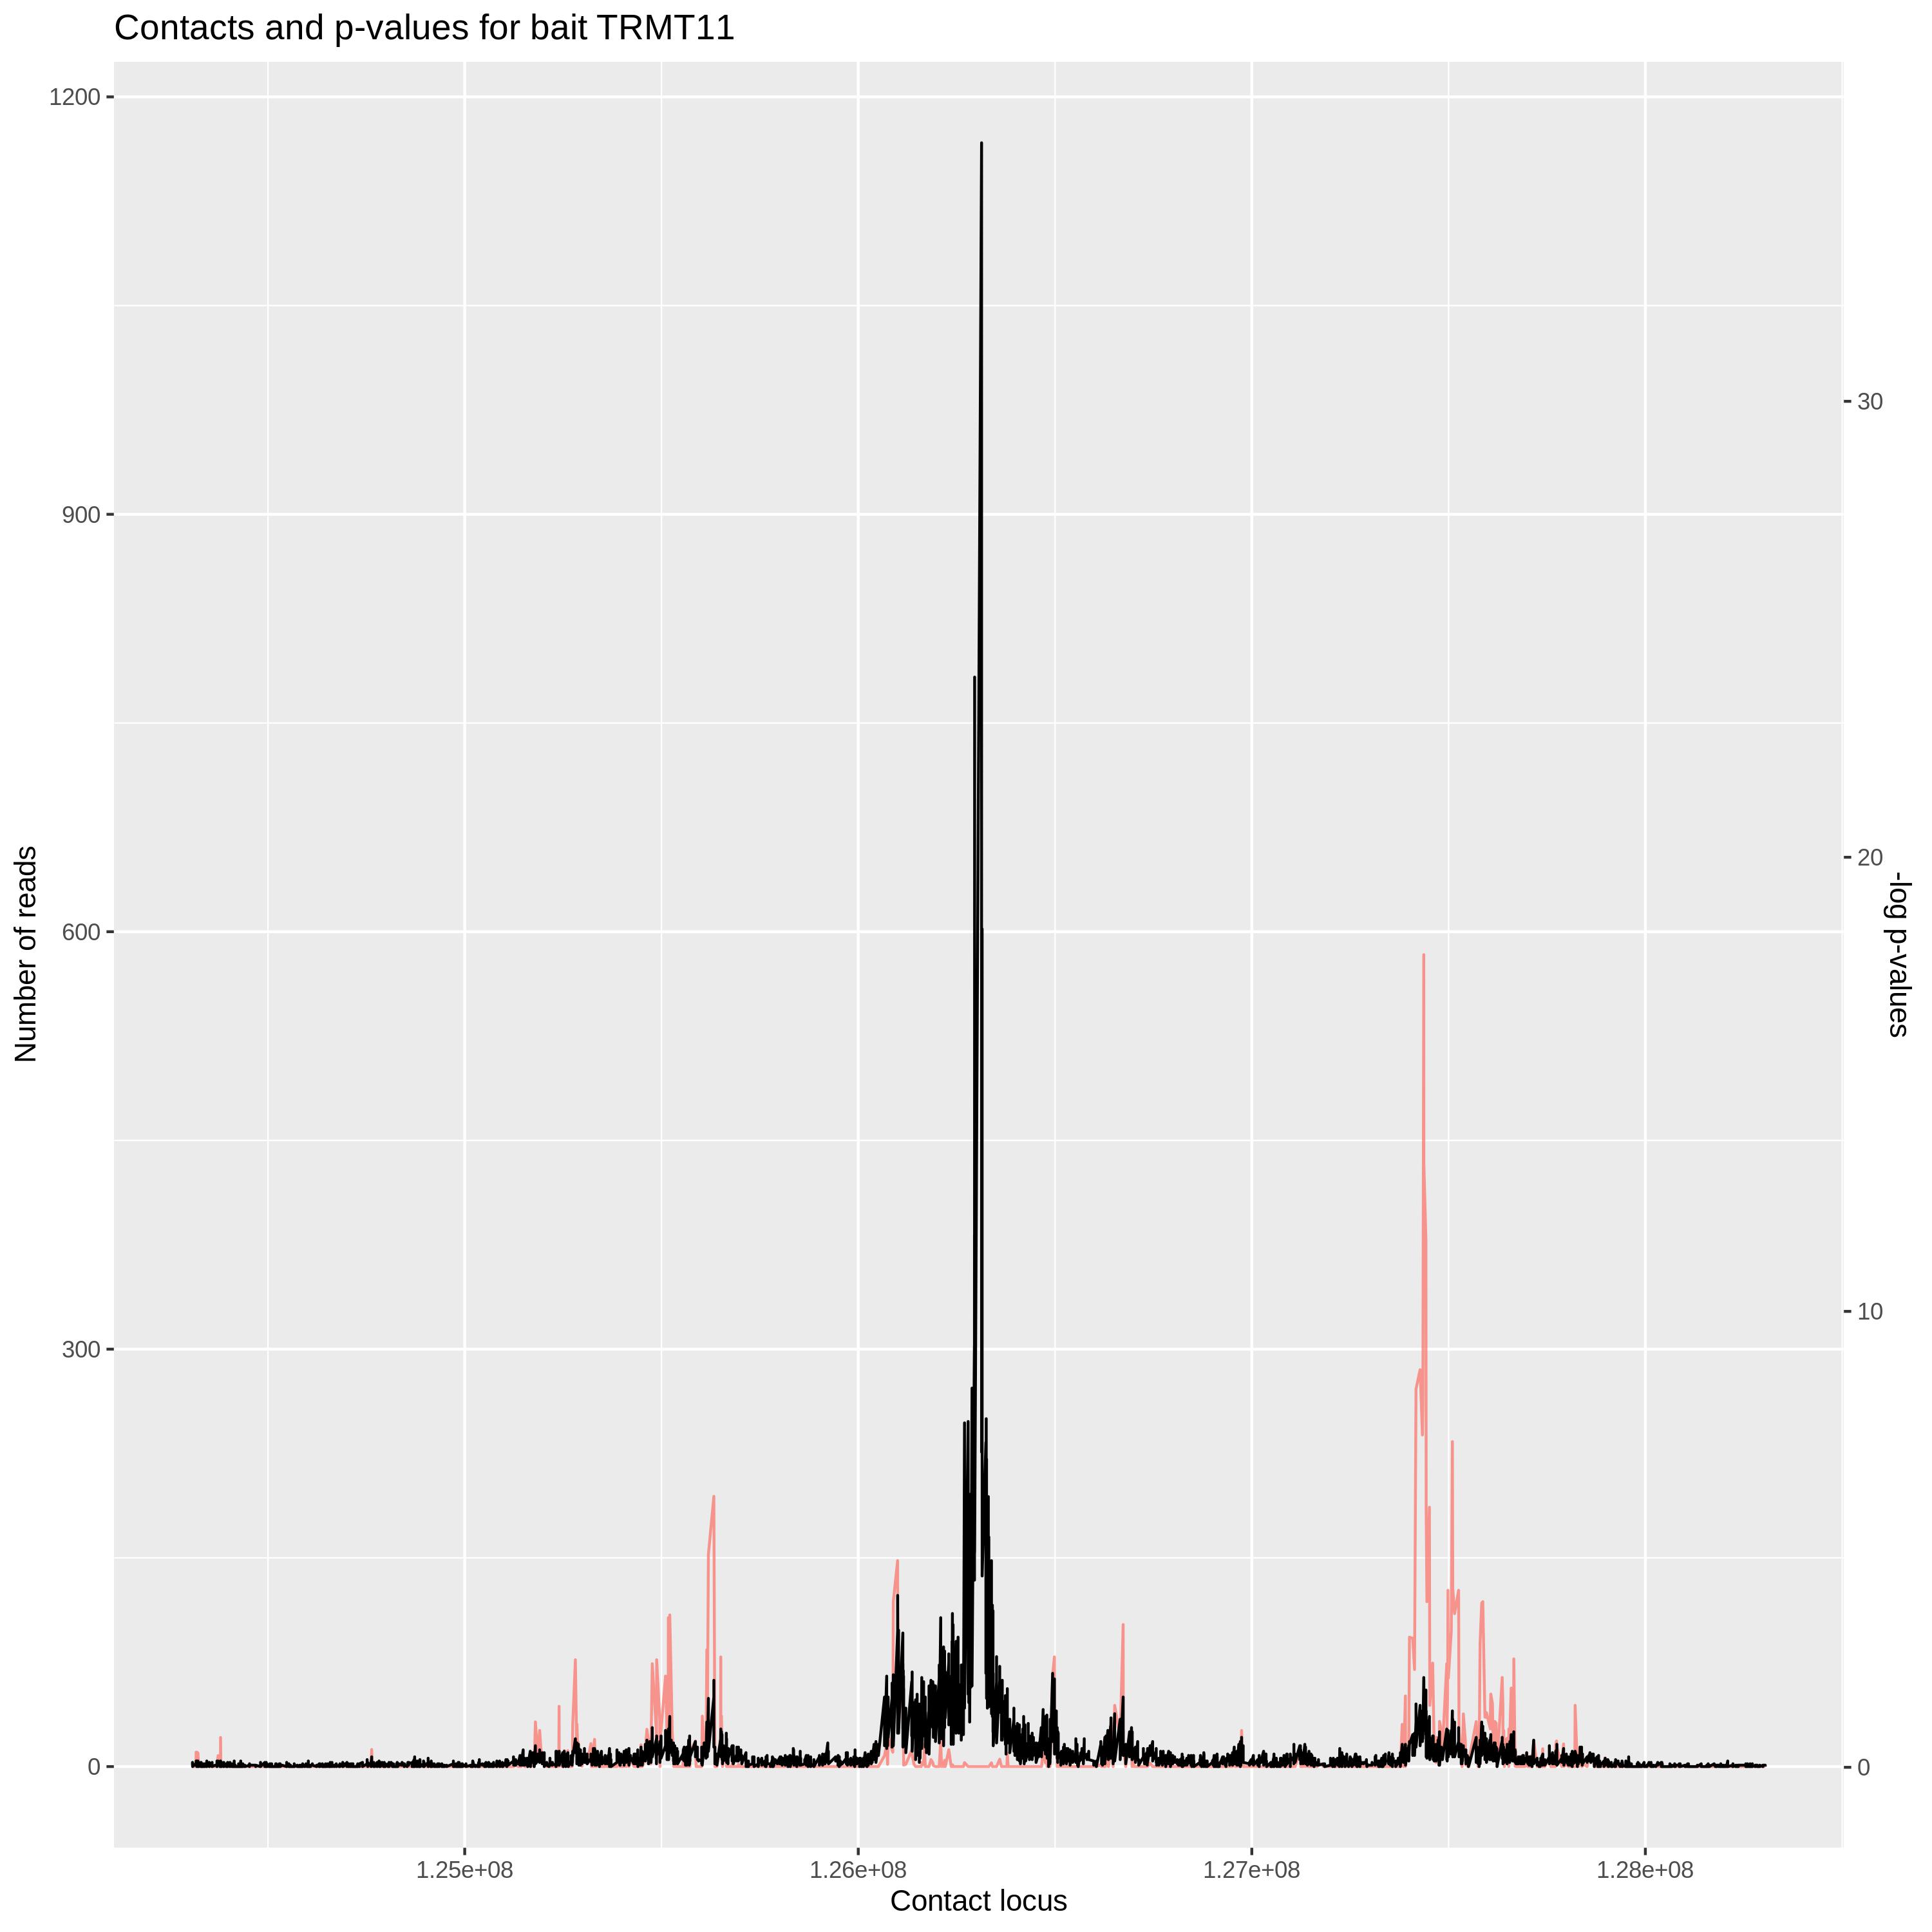 Contacts and p-values for bait TRMT11
1200
900
600
300
0
30
20
10
0
Number of reads
-log p-values
1.25e+08
1.26e+08
1.27e+08
1.28e+08
Contact locus